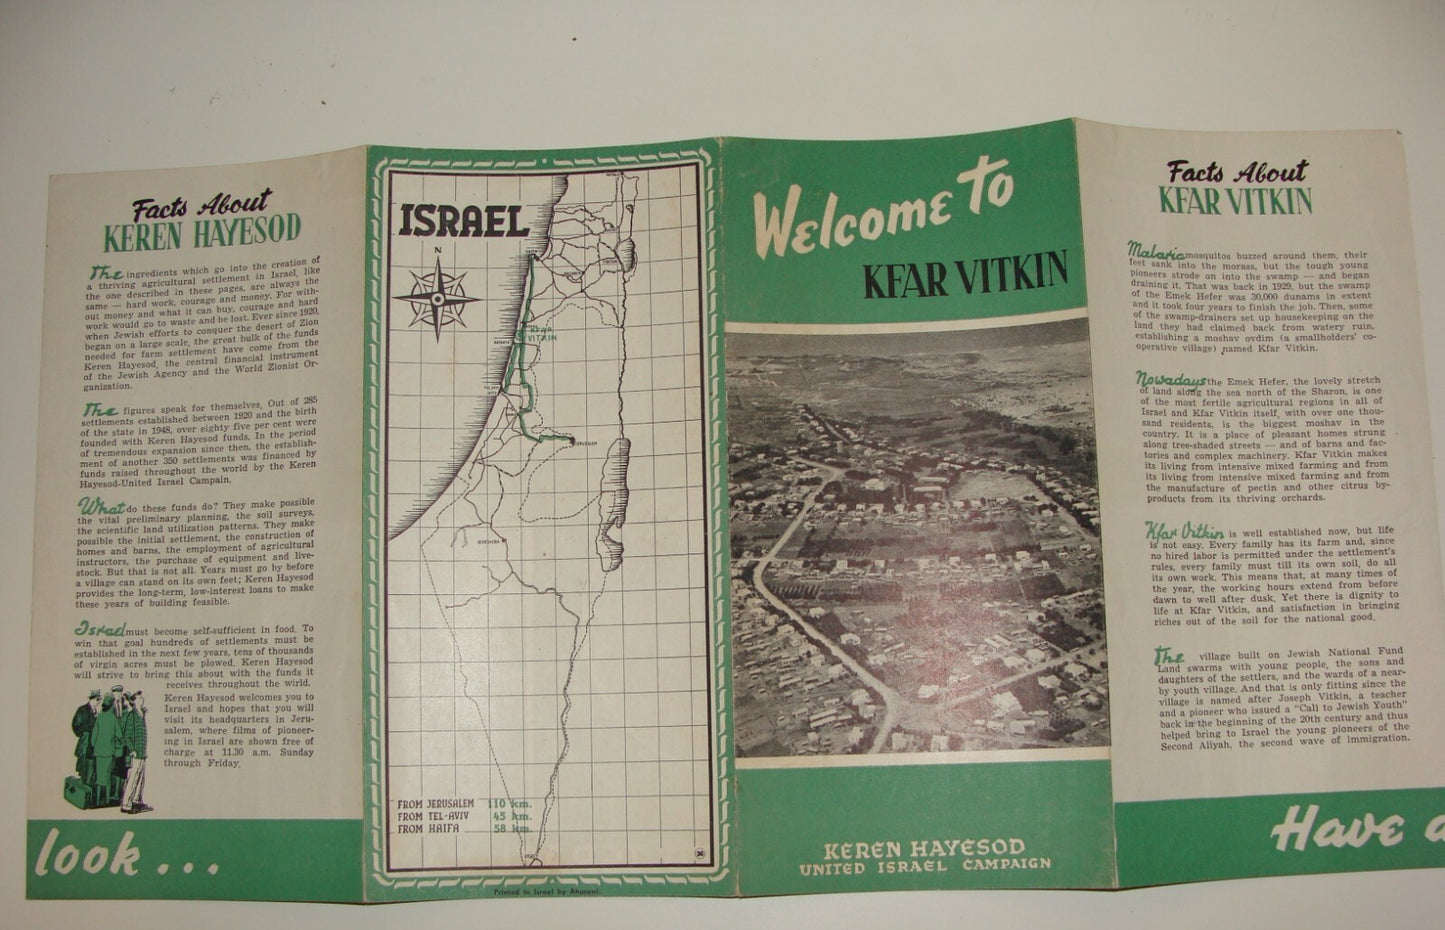 Facts About
KEREN HAYESOD
The ingredients which go into the creation of
a thriving agricultural settlement in Israel, like
the one described in these pages, are always the
same — hard work, courage and money. For with-
out money and what it can buy, courage and hard
work would go to waste and be lost. Ever since 1920,
when Jewish efforts to conquer the desert of Zion
began on a large scale, the great bulk of the funds
needed for farm settlement have come from the
Keren Hayesod, the central financial instrument
of the Jewish Agency and the World Zionist Or-
ganization.
The figures speak for themselves. Out of 285
settlements established between 1920 and the birth
of the state in 1948, over eighty five per cent were
founded with Keren Hayesod funds. In the period
of tremendous expansion since then, the establish-
ment of another 350 settlements was financed by
funds raised throughout the world by the Keren
Hayesod-United Israel Campain.
What do these funds do? They make possible
the vital preliminary planning, the soil surveys,
the scientific land utilization patterns. They make
possible the initial settlement, the construction of
homes and barns, the employment of agricultural
instructors, the purchase of equipment and live-
stock. But that is not all. Years must go by before
a village can stand on its own feet; Keren Hayesod
provides the long-term, low-interest loans to make
these years of building feasible.
Israel must become self-sufficient in food. To
win that goal hundreds of settlements must be
established in the next few years, tens of thousands
of virgin acres must be plowed. Keren Hayesod
will strive to bring this about with the funds it
receives throughout the wirld.
Keren Hayesod welcomes you to
Israel and hopes that you will
visit its headquarters in Jeru-
salem, where films of pioneer-
ing in Israel are shown free of
charge at 11.30 a.m. Sunday
through Friday.
look...
ISRAEL
N
KFAR
VITKIN
JERUSALEM
BEERSHEBA
FROM JERUSALEM 110 km.
FROM TEL-AVIV 45 km.
FROM HAIFA 58 km.
Printed in Israel by Aharoni.
Welcome to
KFAR VITKIN
KEREN HAYESOD
UNITED ISRAEL CAMPAIGN
Facts About
KFAR VITKIN
Malaria mosquitos buzzed around them, their
feet sank into the morass, but the tough young
pioneers strode on into the swamp — and began
draining it. That was back in 1929, but the swamp
of the Emek Hefer was 30,000 dunams in extent
and it took four years to finish the job. Then, some
of the swamp-drainers set up housekeeping on the
land they had claimed back from watery ruin,
establishing a moshav ovdim (a smallholders' co-
operative village) named Kfar Vitkin.
Nowadays the Emek Hefer, the lovely stretch
of land along the sea north of the Sharon, is one
of the most fertile agricultural regions in all of
Israel and Kfar Vitkin itself, with over one thou-
sand residents, is the biggest moshav in the
country. It is a place of pleasant homes strung
along tree-shaded streets — and of barns and fac-
tories and complex machinery. Kfar Vitkin makes
its living from intensive mixed farming and from
its living from intensive mixed farming and from
the manufacture of pectin and other citrus by-
products from its thriving orchards.
Kfar Vitkin is well established now, but life
is not easy. Every family has its farm and, since
no hired labor is permitted under the settlement's
rules, every family must till its own soil, do all
its own work. This means that, at many times of
the year, the working hours extend from before
dawn to well after dusk. Yet there is dignity to
life at Kfar Vitkin, and satisfaction in bringing
riches out of the soil for the national good.
The village built on Jewish National Fund
Land swarms with young people, the sons and
daughters of the settlers, and the wards of a near-
by youth village. And that is only fitting since the
village is named after Joseph Vitkin, a teacher
and a pioneer who issued a "Call to Jewish Youth"
back in the beginning of the 20th century and thus
helped bring to Israel the young pioneers of the
Second Aliyah, the second wave of immigration.
Have a